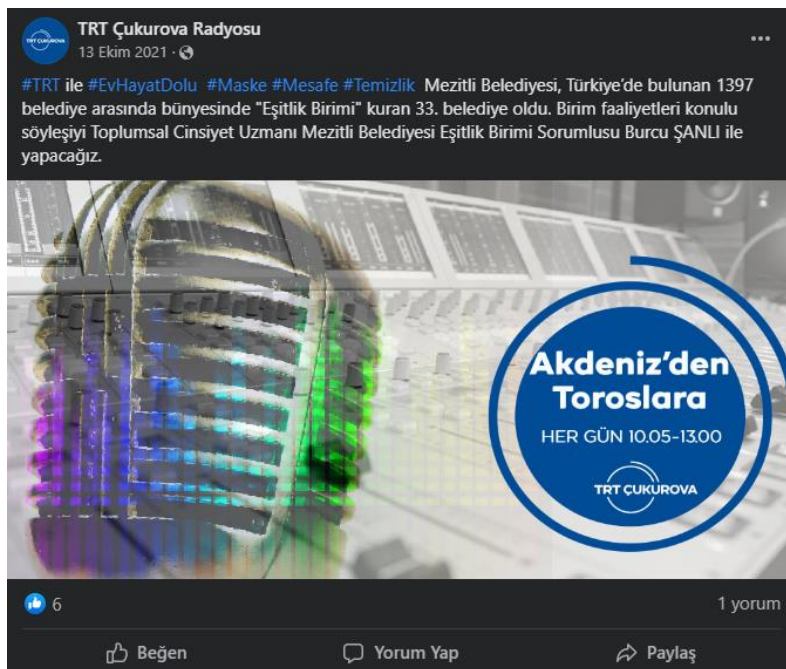 TRT ÇUKUROVA
TRT Çukurova Radyosu
13 Ekim 2021 ·
#TRT ile #EvHayatDolu #Maske #Mesafe #Temizlik Mezitli Belediyesi, Türkiye'de bulunan 1397
belediye arasında bünyesinde "Eşitlik Birimi" kuran 33. belediye oldu. Birim faaliyetleri konulu
söyleşiyi Toplumsal Cinsiyet Uzmanı Mezitli Belediyesi Eşitlik Birimi Sorumlusu Burcu ŞANLI ile
yapacağız.
Akdeniz'den
Toroslara
HER GÜN 10.05-13.00
TRT ÇUKUROVA
6
1 yorum
Beğen
Yorum Yap
Paylaş